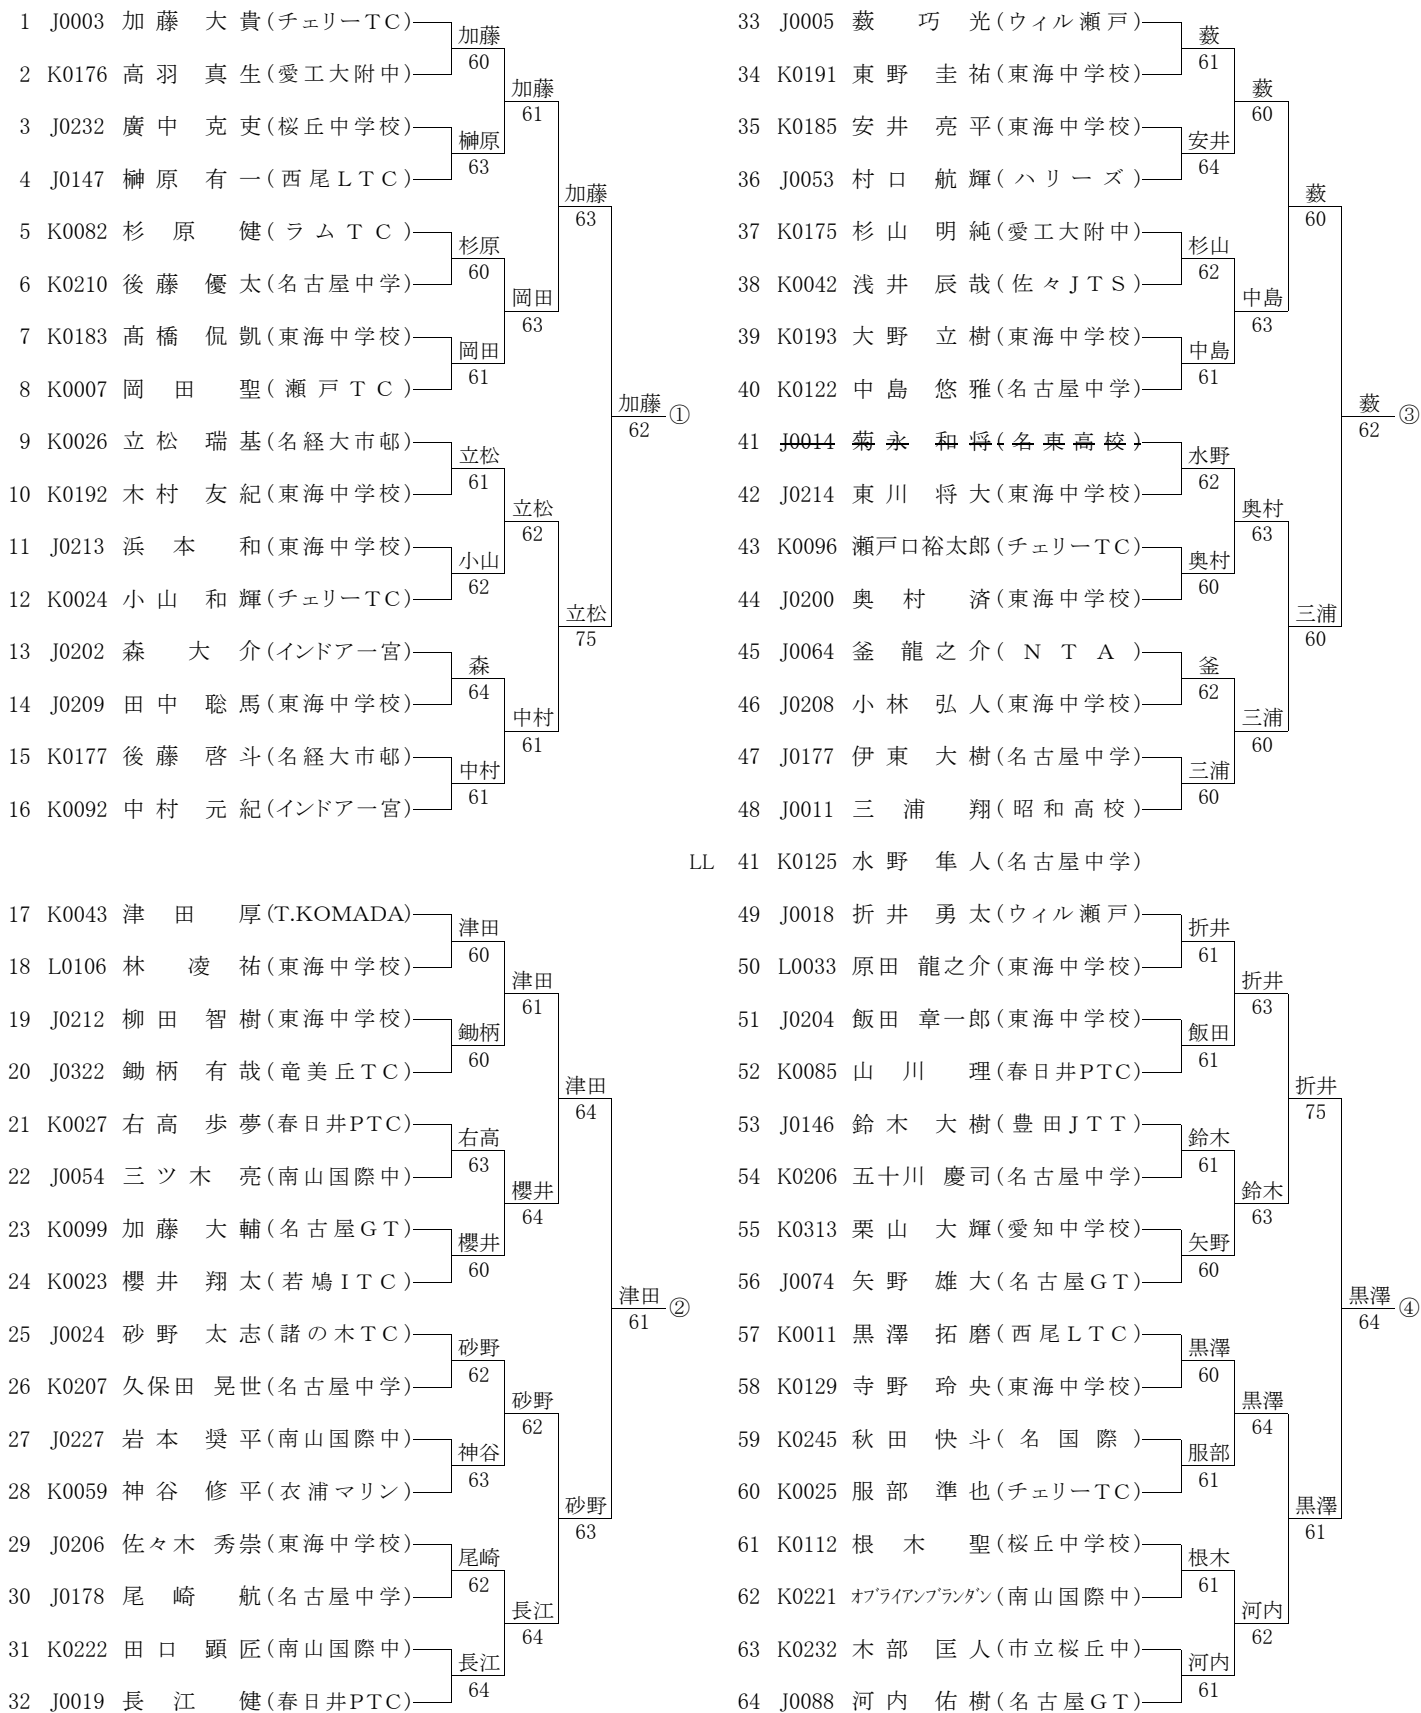 1 J0003 加藤 大貴(チェリーTC)
加藤
60
2 K0176 高羽 真生(愛工大附中)
加藤
61
3 J0232 廣中 克吏(桜丘中学校)
榊原
63
4 J0147 榊原 有一(西尾LTC)
加藤
63
5 K0082 杉原 健(ラムTC)
杉原
60
6 K0210 後藤 優太(名古屋中学)
岡田
63
7 K0183 髙橋 侃凱(東海中学校)
岡田
61
8 K0007 岡田 聖(瀬戸TC)
加藤 ①
62
9 K0026 立松 瑞基(名経大市邨)
立松
61
10 K0192 木村 友紀(東海中学校)
立松
62
11 J0213 浜本 和(東海中学校)
小山
62
12 K0024 小山 和輝(チェリーTC)
立松
75
13 J0202 森 大介(インドア一宮)
森
64
14 J0209 田中 聡馬(東海中学校)
中村
61
15 K0177 後藤 啓斗(名経大市邨)
中村
61
16 K0092 中村 元紀(インドア一宮)
17 K0043 津田 厚(T.KOMADA)
津田
60
18 L0106 林 凌祐(東海中学校)
津田
61
19 J0212 柳田 智樹(東海中学校)
鋤柄
60
20 J0322 鋤柄 有哉(竜美丘TC)
津田
64
21 K0027 右高 歩夢(春日井PTC)
右高
63
22 J0054 三ツ木 亮(南山国際中)
櫻井
64
23 K0099 加藤 大輔(名古屋GT)
櫻井
60
24 K0023 櫻井 翔太(若鳩ITC)
津田 ②
61
25 J0024 砂野 太志(諸の木TC)
砂野
62
26 K0207 久保田 晃世(名古屋中学)
砂野
62
27 J0227 岩本 奨平(南山国際中)
神谷
63
28 K0059 神谷 修平(衣浦マリン)
砂野
63
29 J0206 佐々木 秀崇(東海中学校)
尾崎
62
30 J0178 尾崎 航(名古屋中学)
長江
64
31 K0222 田口 顕匠(南山国際中)
長江
64
32 J0019 長江 健(春日井PTC)
33 J0005 薮 巧光(ウィル瀬戸)
薮
61
34 K0191 東野 圭祐(東海中学校)
薮
60
35 K0185 安井 亮平(東海中学校)
安井
64
36 J0053 村口 航輝(ハリーズ)
薮
60
37 K0175 杉山 明純(愛工大附中)
杉山
62
38 K0042 浅井 辰哉(佐々JTS)
中島
63
39 K0193 大野 立樹(東海中学校)
中島
61
40 K0122 中島 悠雅(名古屋中学)
薮 ③
62
41 J0014 菊永 和将(名東高校)
水野
62
42 J0214 東川 将大(東海中学校)
奥村
63
43 K0096 瀬戸口裕太郎(チェリーTC)
奥村
60
44 J0200 奥村 済(東海中学校)
三浦
60
45 J0064 釜 龍之介(NTA)
釜
62
46 J0208 小林 弘人(東海中学校)
三浦
60
47 J0177 伊東 大樹(名古屋中学)
三浦
60
48 J0011 三浦 翔(昭和高校)
LL 41 K0125 水野 隼人(名古屋中学)
49 J0018 折井 勇太(ウィル瀬戸)
折井
61
50 L0033 原田 龍之介(東海中学校)
折井
63
51 J0204 飯田 章一郎(東海中学校)
飯田
61
52 K0085 山川 理(春日井PTC)
折井
75
53 J0146 鈴木 大樹(豊田JTT)
鈴木
61
54 K0206 五十川 慶司(名古屋中学)
鈴木
63
55 K0313 栗山 大輝(愛知中学校)
矢野
60
56 J0074 矢野 雄大(名古屋GT)
黒澤 ④
64
57 K0011 黒澤 拓磨(西尾LTC)
黒澤
60
58 K0129 寺野 玲央(東海中学校)
黒澤
64
59 K0245 秋田 快斗(名国際)
服部
61
60 K0025 服部 準也(チェリーTC)
黒澤
61
61 K0112 根木 聖(桜丘中学校)
根木
61
62 K0221 オブライアンブランダン(南山国際中)
河内
62
63 K0232 木部 匡人(市立桜丘中)
河内
61
64 J0088 河内 佑樹(名古屋GT)